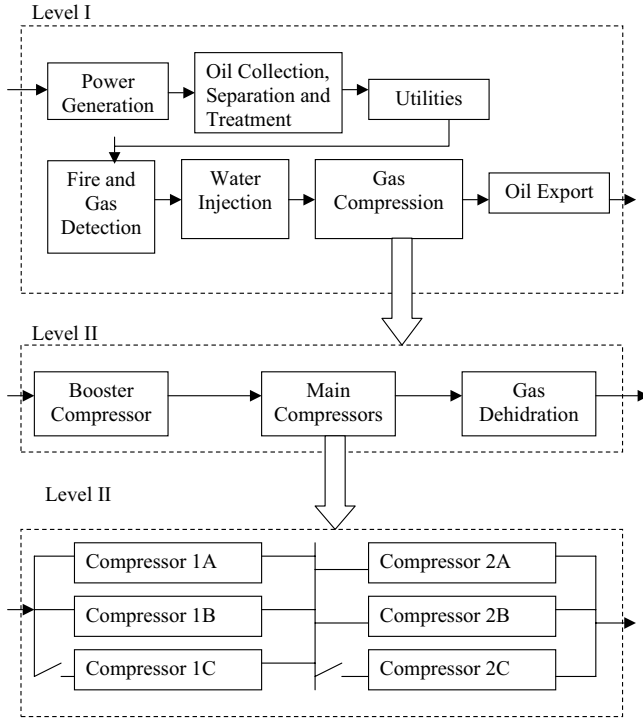 Level I
Power
Generation
Oil Collection,
Separation and
Treatment
Utilities
Fire and
Gas
Detection
Water
Injection
Gas
Compression
Oil Export
Level II
Booster
Compressor
Main
Compressors
Gas
Dehidration
Level II
Compressor 1A
Compressor 2A
Compressor 1B
Compressor 2B
Compressor 1C
Compressor 2C